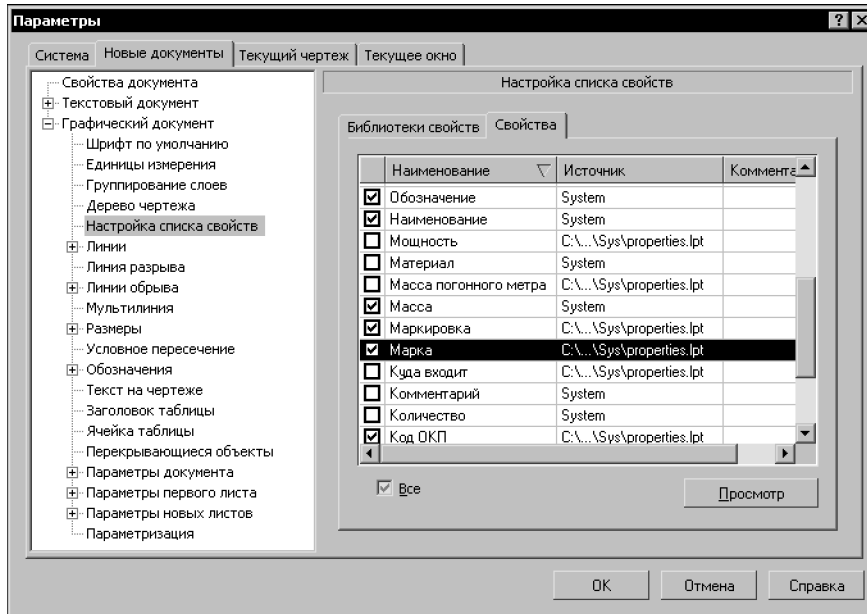 Параметры
Система Новые документы Текущий чертеж Текущее окно
Свойства документа
Текстовый документ
Графический документ
Шрифт по умолчанию
Единицы измерения
Группирование слоев
Дерево чертежа
Настройка списка свойств
Линии
Линия разрыва
Линии обрыва
Мультилиния
Размеры
Условное пересечение
Обозначения
Текст на чертеже
Заголовок таблицы
Ячейка таблицы
Перекрывающиеся объекты
Параметры документа
Параметры первого листа
Параметры новых листов
Параметризация
Настройка списка свойств
Библиотеки свойств Свойства
Наименование Источник Коммента
Обозначение System
Наименование System
Мощность C:\...\Sys\properties.lpt
Материал System
Масса погонного метра C:\...\Sys\properties.lpt
Масса System
Маркировка C:\...\Sys\properties.lpt
Марка C:\...\Sys\properties.lpt
Куда входит C:\...\Sys\properties.lpt
Комментарий System
Количество System
Код ОКП C:\...\Sys\properties.lpt
Все
Просмотр
OK Отмена Справка